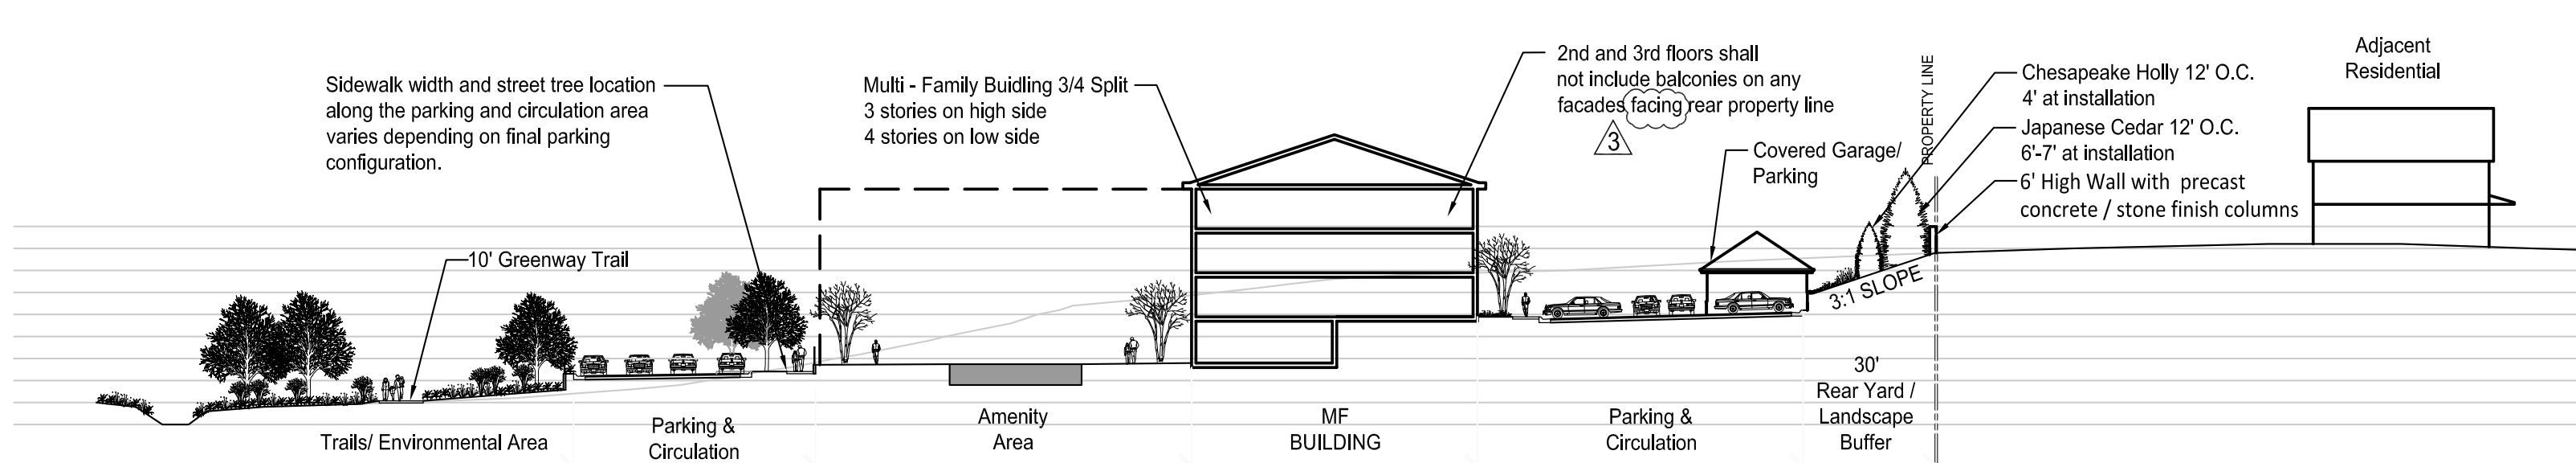 Sidewalk width and street tree location
along the parking and circulation area
varies depending on final parking
configuration.
10' Greenway Trail
Multi - Family Buidling 3/4 Split
3 stories on high side
4 stories on low side
2nd and 3rd floors shall
not include balconies on any
facades facing rear property line
3
Covered Garage/
Parking
PROPERTY LINE
Chesapeake Holly 12' O.C.
4' at installation
Japanese Cedar 12' O.C.
6'-7' at installation
6' High Wall with precast
concrete / stone finish columns
Adjacent
Residential
3:1 SLOPE
Trails/ Environmental Area
Parking &
Circulation
Amenity
Area
MF
BUILDING
Parking &
Circulation
30'
Rear Yard /
Landscape
Buffer